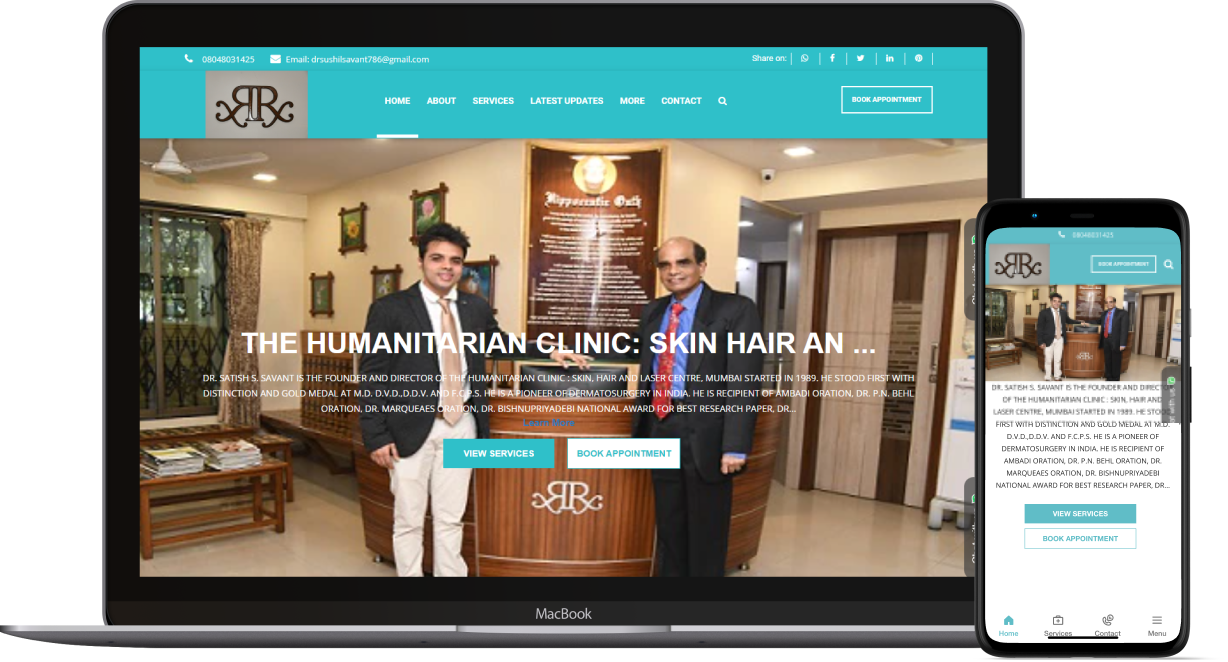 08048031425
Email: drsushilsavant786@gmail.com
Share on:
HOME
ABOUT
SERVICES
LATEST UPDATES
MORE
CONTACT
BOOK APPOINTMENT
Hippocratic Oath
THE HUMANITARIAN CLINIC: SKIN HAIR AN ...
DR. SATISH S. SAVANT IS THE FOUNDER AND DIRECTOR OF THE HUMANITARIAN CLINIC : SKIN, HAIR AND LASER CENTRE, MUMBAI STARTED IN 1989. HE STOOD FIRST WITH
DISTINCTION AND GOLD MEDAL AT M.D. D.V.D.,D.D.V. AND F.C.P.S. HE IS A PIONEER OF DERMATOSURGERY IN INDIA. HE IS RECIPIENT OF AMBADI ORATION, DR. P.N. BEHL
ORATION, DR. MARQUEAES ORATION, DR. BISHNUPRIYADEBI NATIONAL AWARD FOR BEST RESEARCH PAPER, DR...
VIEW SERVICES
BOOK APPOINTMENT
MacBook
08048031425
BOOK APPOINTMENT
DR. SATISH S. SAVANT IS THE FOUNDER AND DIRECTOR
OF THE HUMANITARIAN CLINIC : SKIN, HAIR AND
LASER CENTRE, MUMBAI STARTED IN 1989. HE STOOD
FIRST WITH DISTINCTION AND GOLD MEDAL AT M.D.
D.V.D.,D.D.V. AND F.C.P.S. HE IS A PIONEER OF
DERMATOSURGERY IN INDIA. HE IS RECIPIENT OF
AMBADI ORATION, DR. P.N. BEHL ORATION, DR.
MARQUEAES ORATION, DR. BISHNUPRIYADEBI
NATIONAL AWARD FOR BEST RESEARCH PAPER, DR...
VIEW SERVICES
BOOK APPOINTMENT
Home
Services
Contact
Menu